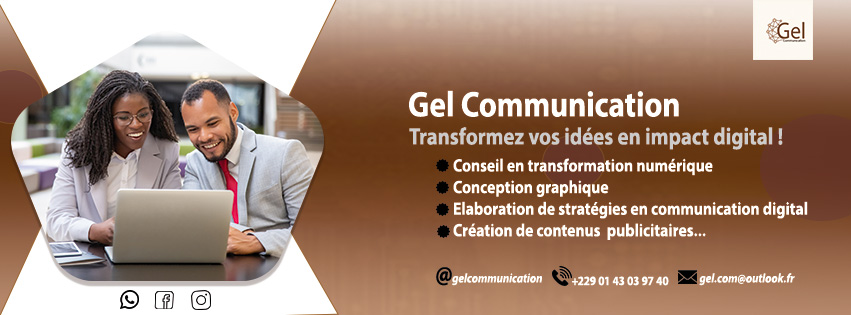 Gel
Communication
Gel Communication
Transformez vos idées en impact digital !
Conseil en transformation numérique
Conception graphique
Elaboration de stratégies en communication digital
Création de contenus publicitaires...
@gelcommunication
+229 01 43 03 97 40
gel.com@outlook.fr